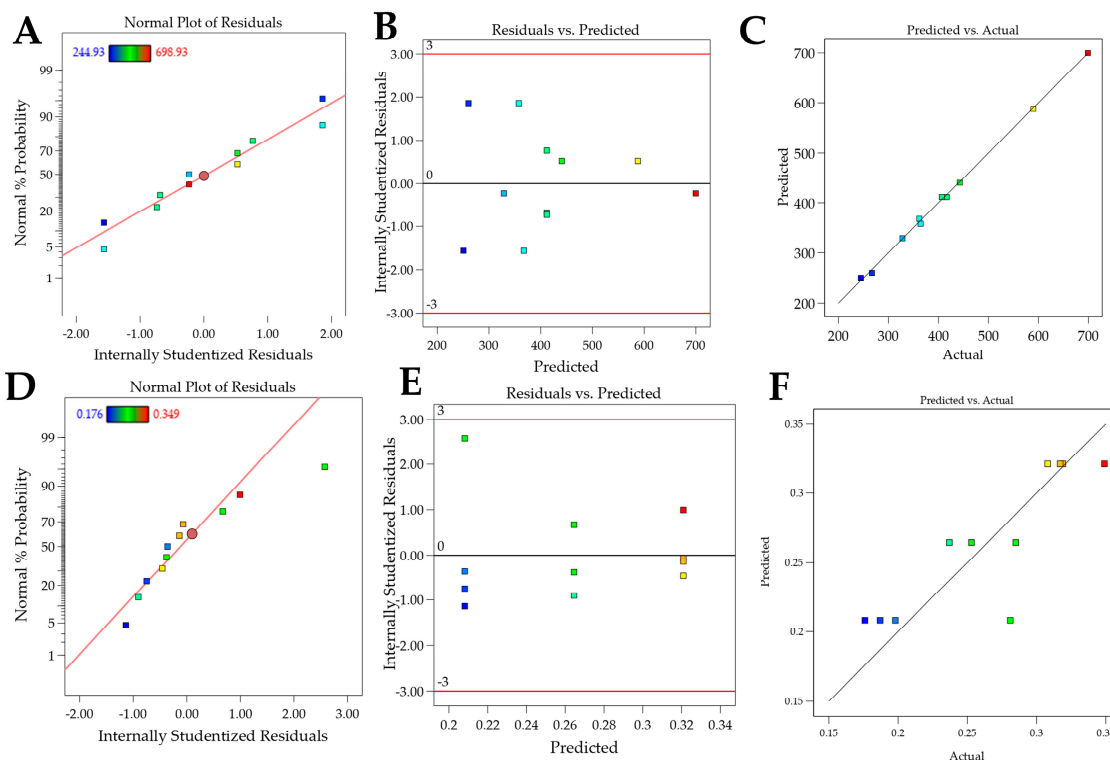 A
Normal Plot of Residuals
244.93 698.93
99
90
70
50
20
5
1
Normal % Probability
-2.00 -1.00 0.00 1.00 2.00
Internally Studentized Residuals
B
Residuals vs. Predicted
3.00
2.00
1.00
0.00
-1.00
-2.00
-3.00
3
0
-3
Internally Studentized Residuals
200 300 400 500 600 700
Predicted
C
Predicted vs. Actual
700
600
500
400
300
200
Predicted
200 300 400 500 600 700
Actual
D
Normal Plot of Residuals
0.176 0.349
99
90
70
50
20
5
1
Normal % Probability
-2.00 -1.00 0.00 1.00 2.00 3.00
Internally Studentized Residuals
E
Residuals vs. Predicted
3.00
2.00
1.00
0.00
-1.00
-2.00
-3.00
3
0
-3
Internally Studentized Residuals
0.2 0.22 0.24 0.26 0.28 0.3 0.32 0.34
Predicted
F
Predicted vs. Actual
0.35
0.3
0.25
0.2
0.15
Predicted
0.15 0.2 0.25 0.3
Actual